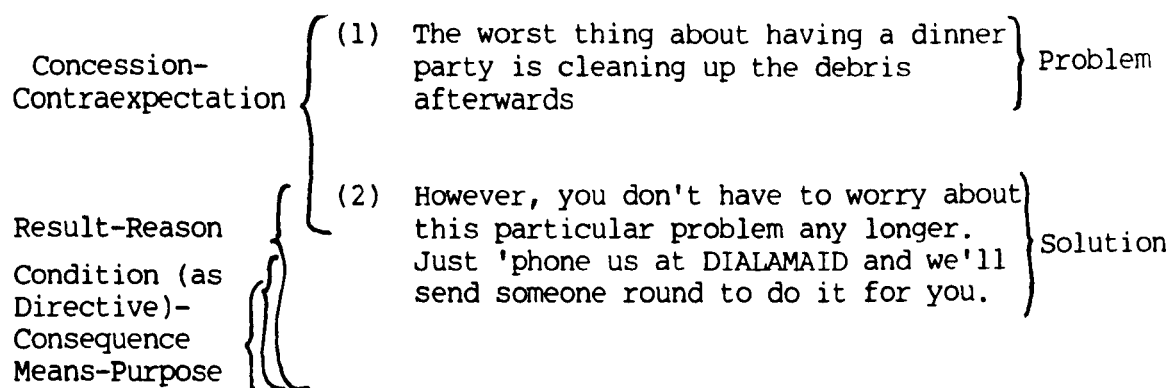 (1) The worst thing about having a dinner
Concession- party is cleaning up the debris Problem
Contraexpectation afterwards
(2) However, you don't have to worry about
Result-Reason this particular problem any longer.
Condition (as Just 'phone us at DIALAMAID and we'll Solution
Directive)- send someone round to do it for you.
Consequence
Means-Purpose